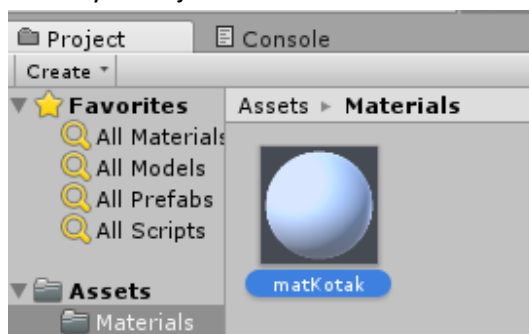 Project
Console
Create
Favorites
All Materials
All Models
All Prefabs
All Scripts
Assets
Materials
Assets ▸ Materials
matKotak